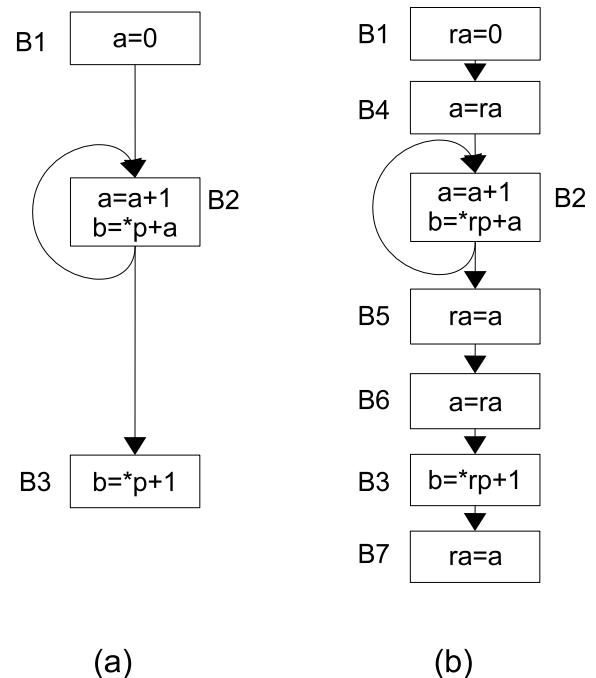 B1
a=0
a=a+1
b=*p+a
B2
B3
b=*p+1
(a)
B1
ra=0
B4
a=ra
a=a+1
b=*rp+a
B2
B5
ra=a
B6
a=ra
B3
b=*rp+1
B7
ra=a
(b)